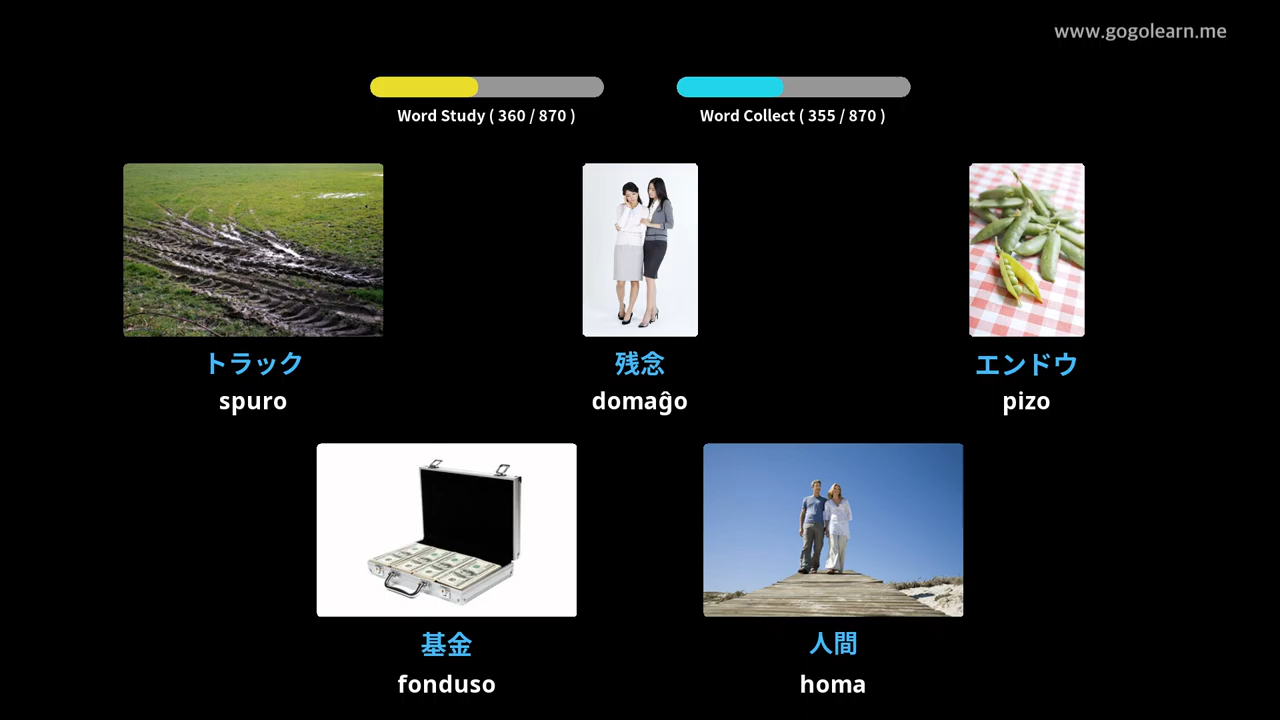 www.gogolearn.me
Word Study ( 360 / 870 )
Word Collect ( 355 / 870 )
トラック
spuro
残念
domaĝo
エンドウ
pizo
基金
fonduso
人間
homa